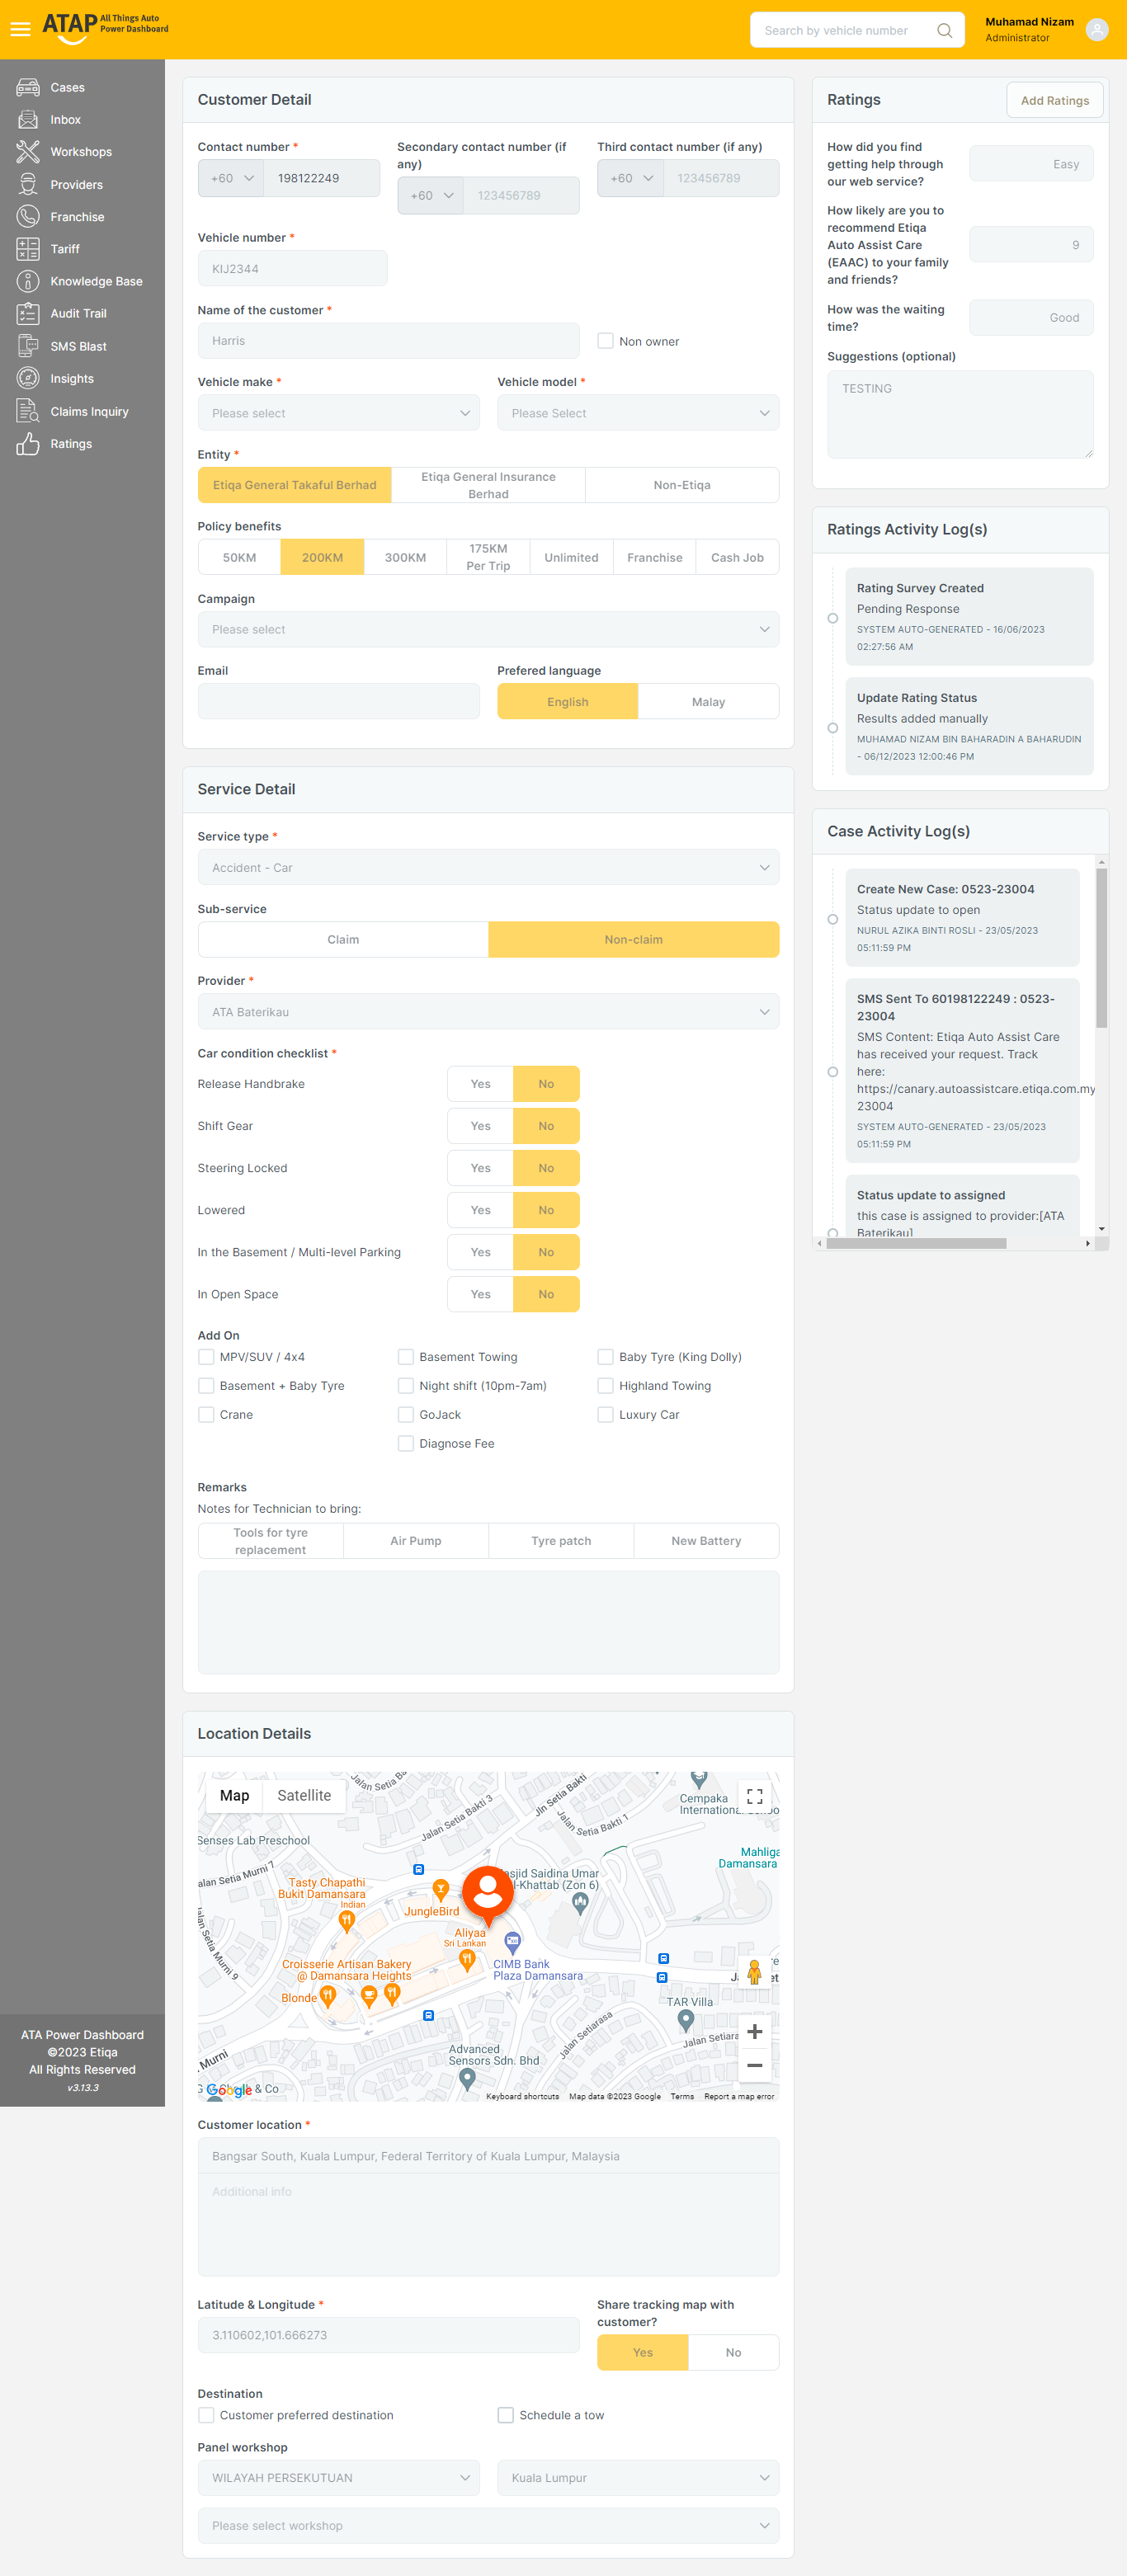 ATAP All Things Auto
Power Dashboard
Search by vehicle number
Muhamad Nizam
Administrator
Cases
Inbox
Workshops
Providers
Franchise
Tariff
Knowledge Base
Audit Trail
SMS Blast
Insights
Claims Inquiry
Ratings
ATA Power Dashboard
©2023 Etiqa
All Rights Reserved
v3.13.3
Customer Detail
Contact number *
+60
198122249
Secondary contact number (if
any)
+60
123456789
Third contact number (if any)
+60
123456789
Vehicle number *
KIJ2344
Name of the customer *
Harris
Non owner
Vehicle make *
Please select
Vehicle model *
Please Select
Entity *
Etiqa General Takaful Berhad
Etiqa General Insurance
Berhad
Non-Etiqa
Policy benefits
50KM
200KM
300KM
175KM
Per Trip
Unlimited
Franchise
Cash Job
Campaign
Please select
Email
Prefered language
English
Malay
Service Detail
Service type *
Accident - Car
Sub-service
Claim
Non-claim
Provider *
ATA Baterikau
Car condition checklist *
Release Handbrake
Yes
No
Shift Gear
Yes
No
Steering Locked
Yes
No
Lowered
Yes
No
In the Basement / Multi-level Parking
Yes
No
In Open Space
Yes
No
Add On
MPV/SUV / 4x4
Basement Towing
Baby Tyre (King Dolly)
Basement + Baby Tyre
Night shift (10pm-7am)
Highland Towing
Crane
GoJack
Luxury Car
Diagnose Fee
Remarks
Notes for Technician to bring:
Tools for tyre
replacement
Air Pump
Tyre patch
New Battery
Location Details
Map
Satellite
Jalan Setia Ba
Jalan Setia Bakti 3
Jln Setia Bakti
Jalan Setia Bakti 1
Cempaka
International
Senses Lab Preschool
Mahliga
Damansara
alan Setia Murni 7
Tasty Chapathi
Bukit Damansara
Indian
asjid Saidina Umar
l-Khattab (Zon 6)
JungleBird
Aliyaa
Sri Lankan
lan Setia Murni 9
Croisserie Artisan Bakery
@ Damansara Heights
CIMB Bank
Plaza Damansara
Blonde
TAR Villa
Jalan Setiarasa
Jalan Setiara
Murni
Advanced
Sensors Sdn. Bhd
Google
& Co
Keyboard shortcuts
Map data ©2023 Google
Terms
Report a map error
Customer location *
Bangsar South, Kuala Lumpur, Federal Territory of Kuala Lumpur, Malaysia
Additional info
Latitude & Longitude *
3.110602,101.666273
Share tracking map with
customer?
Yes
No
Destination
Customer preferred destination
Schedule a tow
Panel workshop
WILAYAH PERSEKUTUAN
Kuala Lumpur
Please select workshop
Ratings
Add Ratings
How did you find
getting help through
our web service?
Easy
How likely are you to
recommend Etiqa
Auto Assist Care
(EAAC) to your family
and friends?
9
How was the waiting
time?
Good
Suggestions (optional)
TESTING
Ratings Activity Log(s)
Rating Survey Created
Pending Response
SYSTEM AUTO-GENERATED - 16/06/2023
02:27:56 AM
Update Rating Status
Results added manually
MUHAMAD NIZAM BIN BAHARADIN A BAHARUDIN
- 06/12/2023 12:00:46 PM
Case Activity Log(s)
Create New Case: 0523-23004
Status update to open
NURUL AZIKA BINTI ROSLI - 23/05/2023
05:11:59 PM
SMS Sent To 60198122249 : 0523-
23004
SMS Content: Etiqa Auto Assist Care
has received your request. Track
here:
https://canary.autoassistcare.etiqa.com.my
23004
SYSTEM AUTO-GENERATED - 23/05/2023
05:11:59 PM
Status update to assigned
this case is assigned to provider:[ATA
Baterikau]